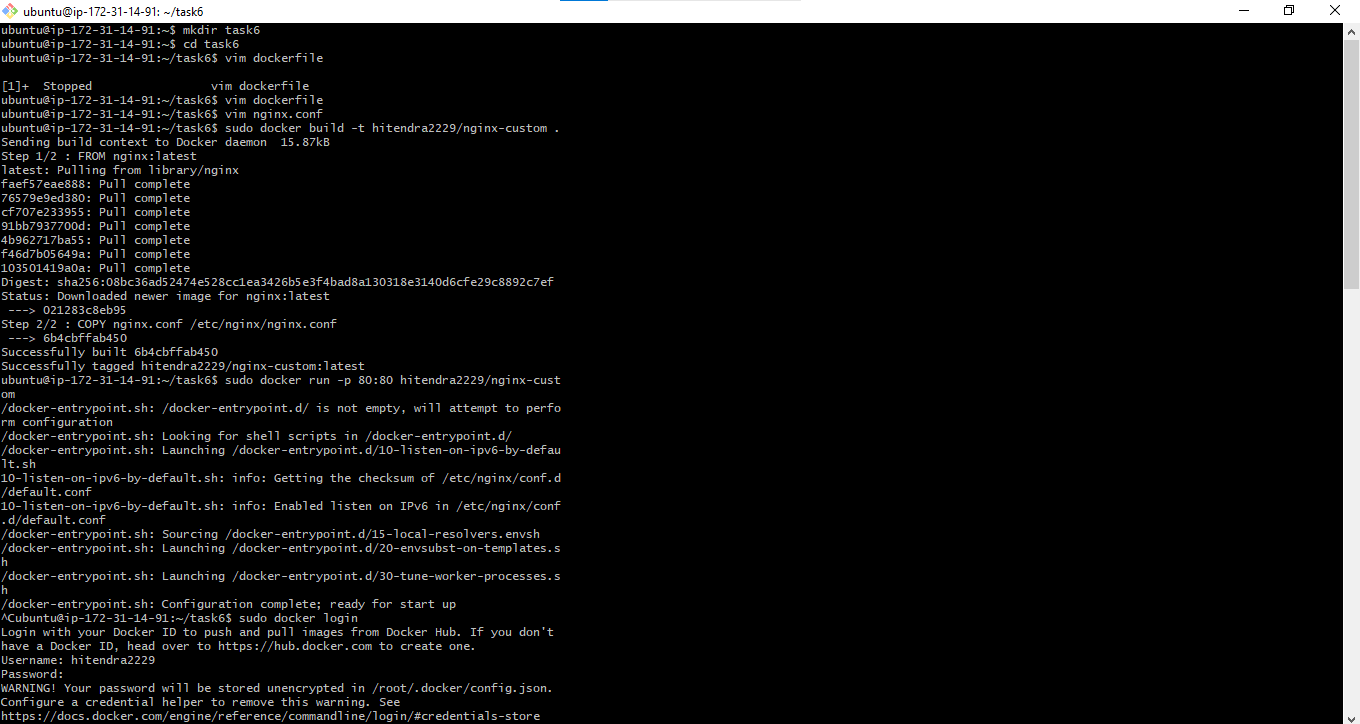 ubuntu@ip-172-31-14-91: ~/task6
ubuntu@ip-172-31-14-91:~$ mkdir task6
ubuntu@ip-172-31-14-91:~$ cd task6
ubuntu@ip-172-31-14-91:~/task6$ vim dockerfile
[1]+  Stopped                 vim dockerfile
ubuntu@ip-172-31-14-91:~/task6$ vim dockerfile
ubuntu@ip-172-31-14-91:~/task6$ vim nginx.conf
ubuntu@ip-172-31-14-91:~/task6$ sudo docker build -t hitendra2229/nginx-custom .
Sending build context to Docker daemon  15.87kB
Step 1/2 : FROM nginx:latest
latest: Pulling from library/nginx
faef57eae888: Pull complete
76579e9ed380: Pull complete
cf707e233955: Pull complete
91bb7937700d: Pull complete
4b962717ba55: Pull complete
f46d7b05649a: Pull complete
103501419a0a: Pull complete
Digest: sha256:08bc36ad52474e528cc1ea3426b5e3f4bad8a130318e3140d6cfe29c8892c7ef
Status: Downloaded newer image for nginx:latest
 ---> 021283c8eb95
Step 2/2 : COPY nginx.conf /etc/nginx/nginx.conf
 ---> 6b4cbffab450
Successfully built 6b4cbffab450
Successfully tagged hitendra2229/nginx-custom:latest
ubuntu@ip-172-31-14-91:~/task6$ sudo docker run -p 80:80 hitendra2229/nginx-cust
om
/docker-entrypoint.sh: /docker-entrypoint.d/ is not empty, will attempt to perfo
rm configuration
/docker-entrypoint.sh: Looking for shell scripts in /docker-entrypoint.d/
/docker-entrypoint.sh: Launching /docker-entrypoint.d/10-listen-on-ipv6-by-defau
lt.sh
10-listen-on-ipv6-by-default.sh: info: Getting the checksum of /etc/nginx/conf.d
/default.conf
10-listen-on-ipv6-by-default.sh: info: Enabled listen on IPv6 in /etc/nginx/conf
.d/default.conf
/docker-entrypoint.sh: Sourcing /docker-entrypoint.d/15-local-resolvers.envsh
/docker-entrypoint.sh: Launching /docker-entrypoint.d/20-envsubst-on-templates.s
h
/docker-entrypoint.sh: Launching /docker-entrypoint.d/30-tune-worker-processes.s
h
/docker-entrypoint.sh: Configuration complete; ready for start up
^Cubuntu@ip-172-31-14-91:~/task6$ sudo docker login
Login with your Docker ID to push and pull images from Docker Hub. If you don't
have a Docker ID, head over to https://hub.docker.com to create one.
Username: hitendra2229
Password:
WARNING! Your password will be stored unencrypted in /root/.docker/config.json.
Configure a credential helper to remove this warning. See
https://docs.docker.com/engine/reference/commandline/login/#credentials-store